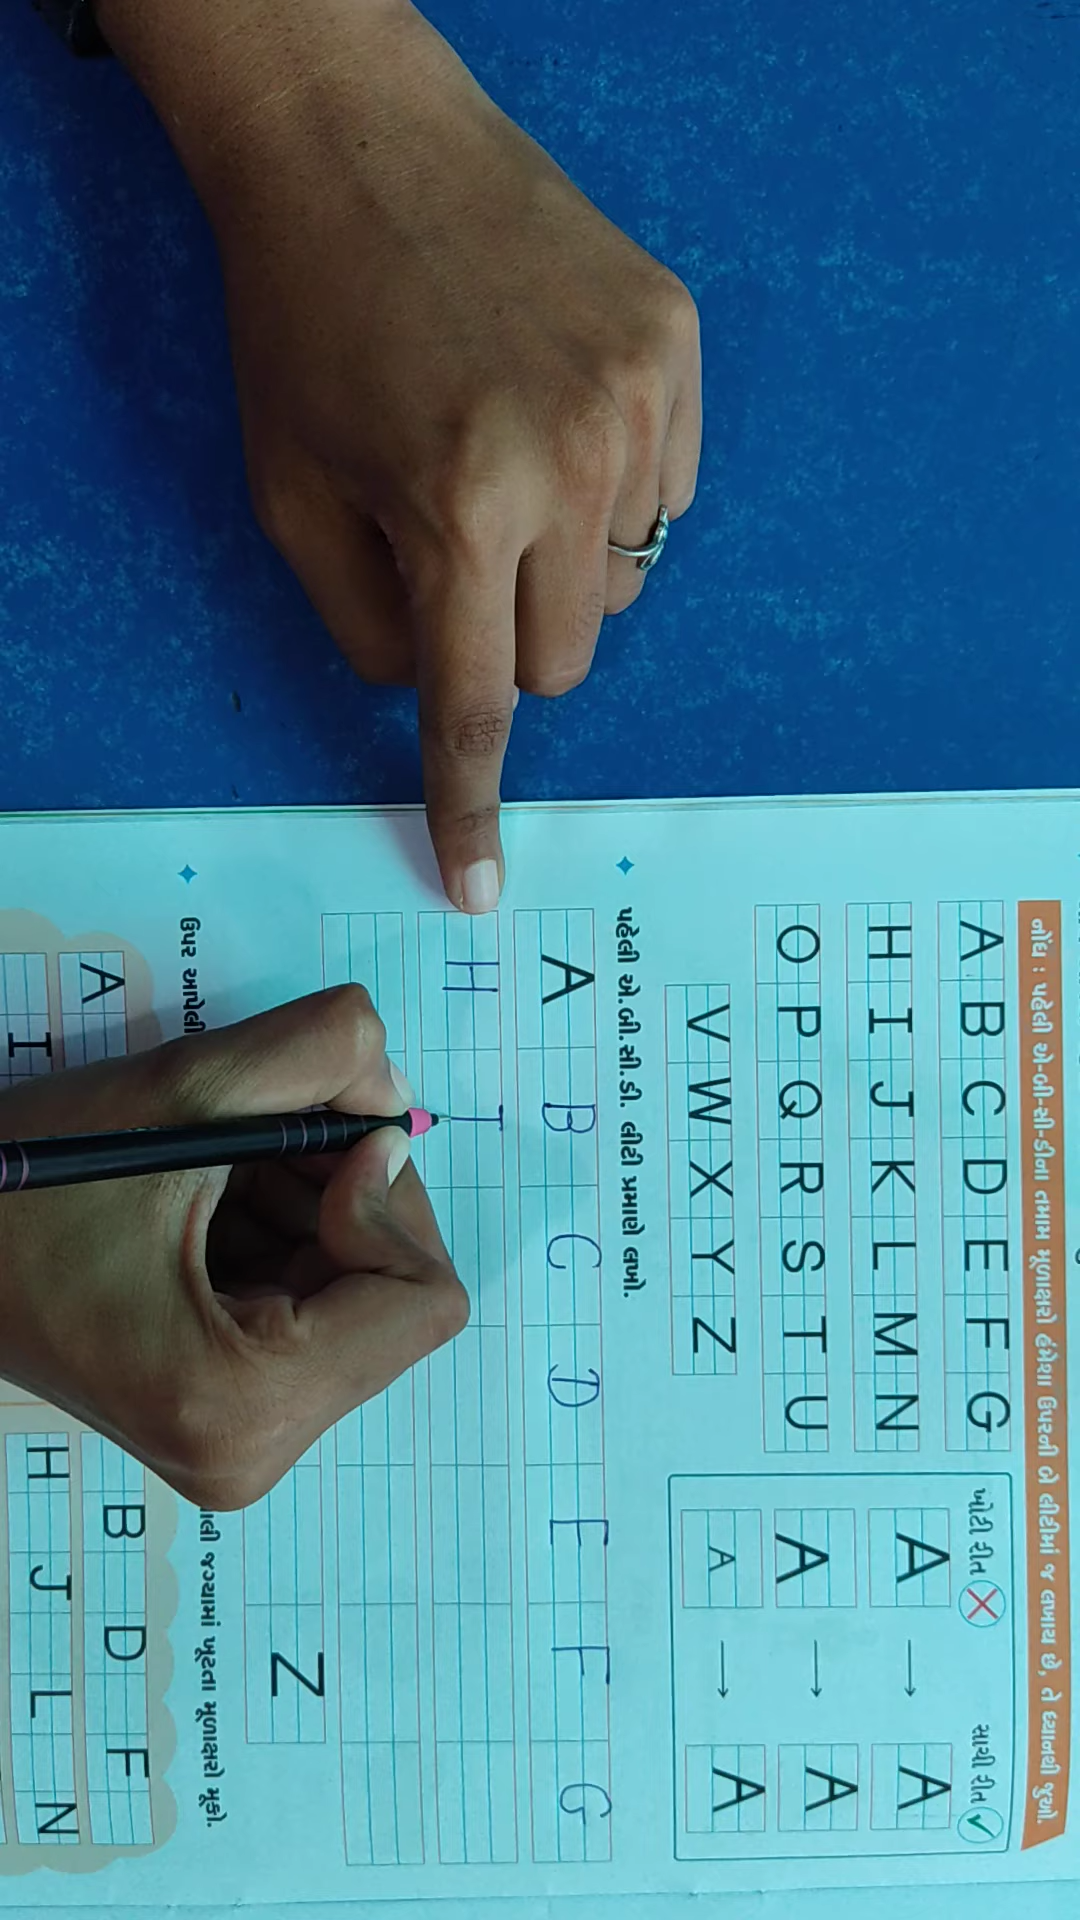 નોંધ : પહેલી એ-બી-સી-ડીના તમામ મૂળાક્ષરો હંમેશા ઉપરની બે લીટીમાં જ લખાય છે, તે ધ્યાનથી જુઓ.
A B C D E F G
H I J K L M N
O P Q R S T U
V W X Y Z
ખોટી રીત સાચી રીત
A → A
A → A
A → A
પહેલી એ.બી.સી.ડી. લીટી પ્રમાણે લખો.
A B C D E F G
H I
Z
ઉપર આપેલી જગ્યામાં ખૂટતા મૂળાક્ષરો મૂકો.
A B D F
I H J L N